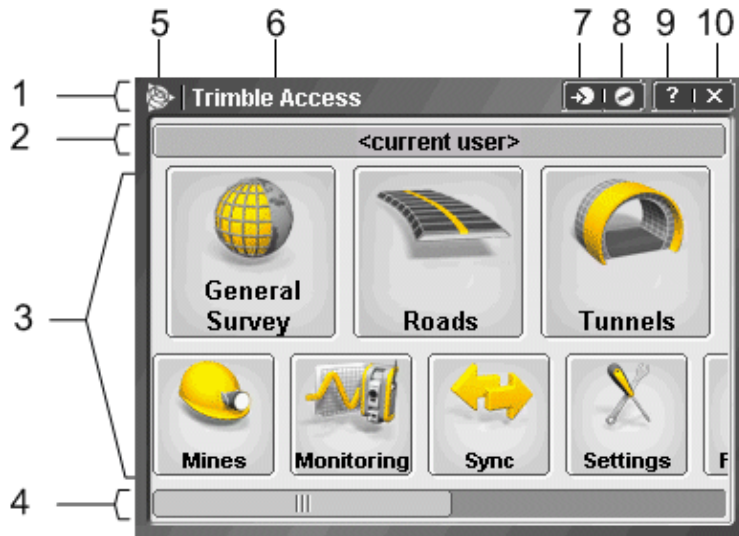 5 6 7 8 9 10
1 Trimble Access ?
2 <current user>
3
General
Survey
Roads
Tunnels
Mines
Monitoring
Sync
Settings
F
4